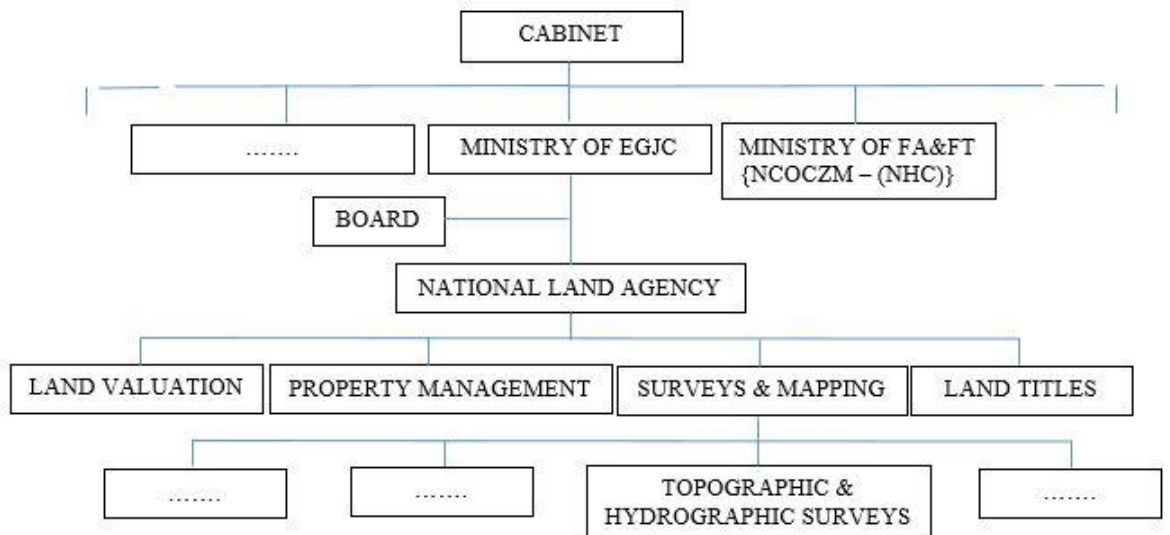 CABINET
.......
MINISTRY OF EGJC
MINISTRY OF FA&FT
{NCOCZM – (NHC)}
BOARD
NATIONAL LAND AGENCY
LAND VALUATION
PROPERTY MANAGEMENT
SURVEYS & MAPPING
LAND TITLES
.......
.......
TOPOGRAPHIC &
HYDROGRAPHIC SURVEYS
.......